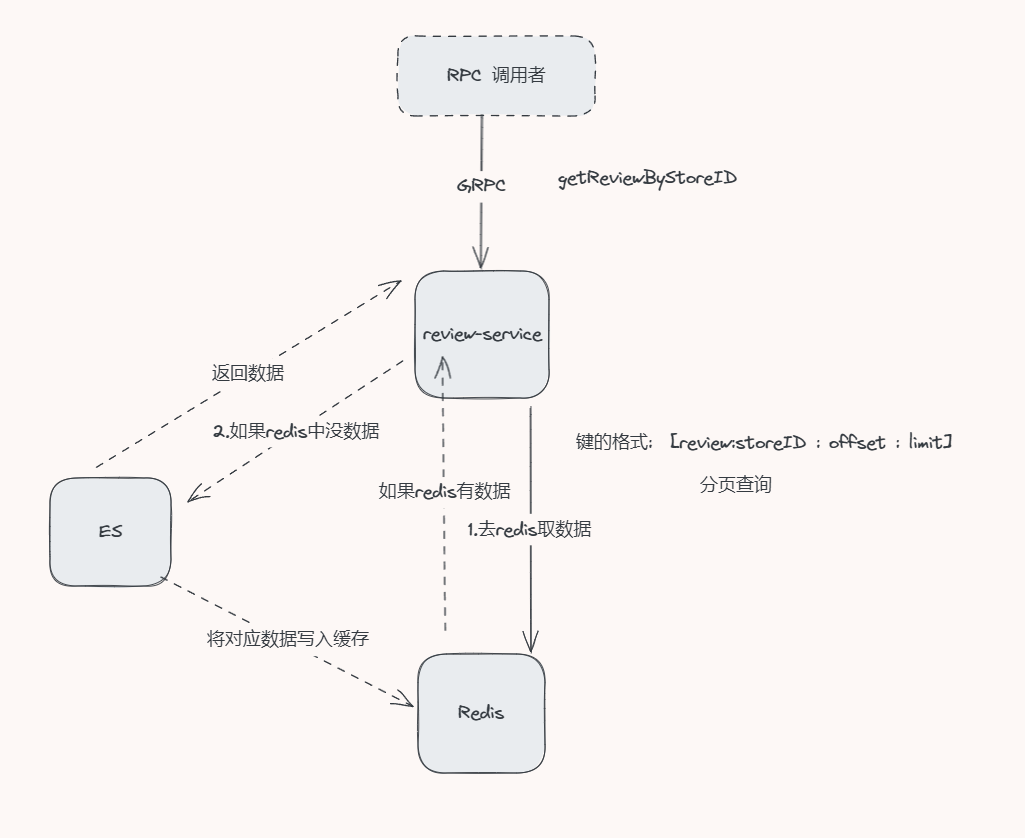 RPC 调用者
GRPC
getReviewByStoreID
review-service
返回数据
2.如果redis中没数据
键的格式: [review:storeID : offset : limit]
分页查询
如果redis有数据
1.去redis取数据
ES
将对应数据写入缓存
Redis